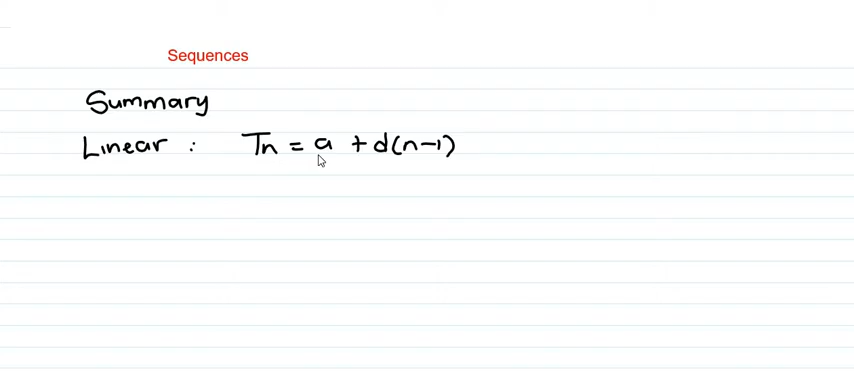 Sequences
Summary
Linear : Tn = a + d(n-1)